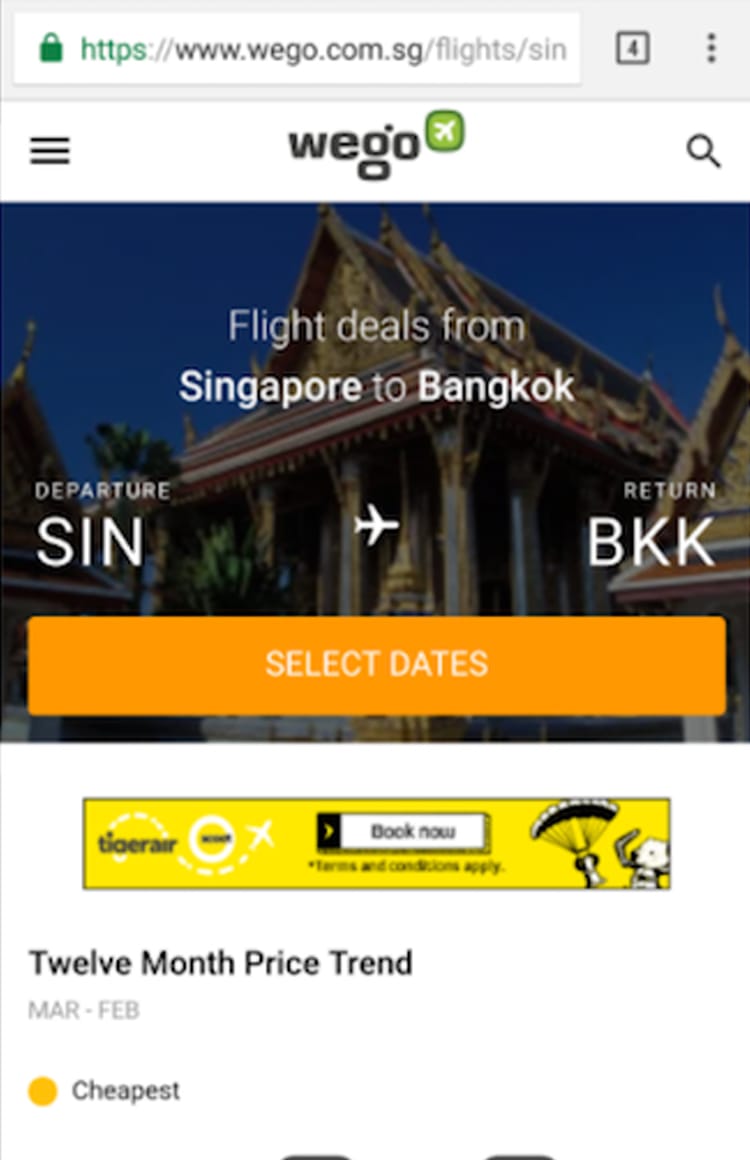 https://www.wego.com.sg/flights/sin
4
wego
Flight deals from
Singapore to Bangkok
DEPARTURE
RETURN
SIN
BKK
SELECT DATES
tigerair
scoot
Book now
*Terms and conditions apply.
Twelve Month Price Trend
MAR - FEB
Cheapest